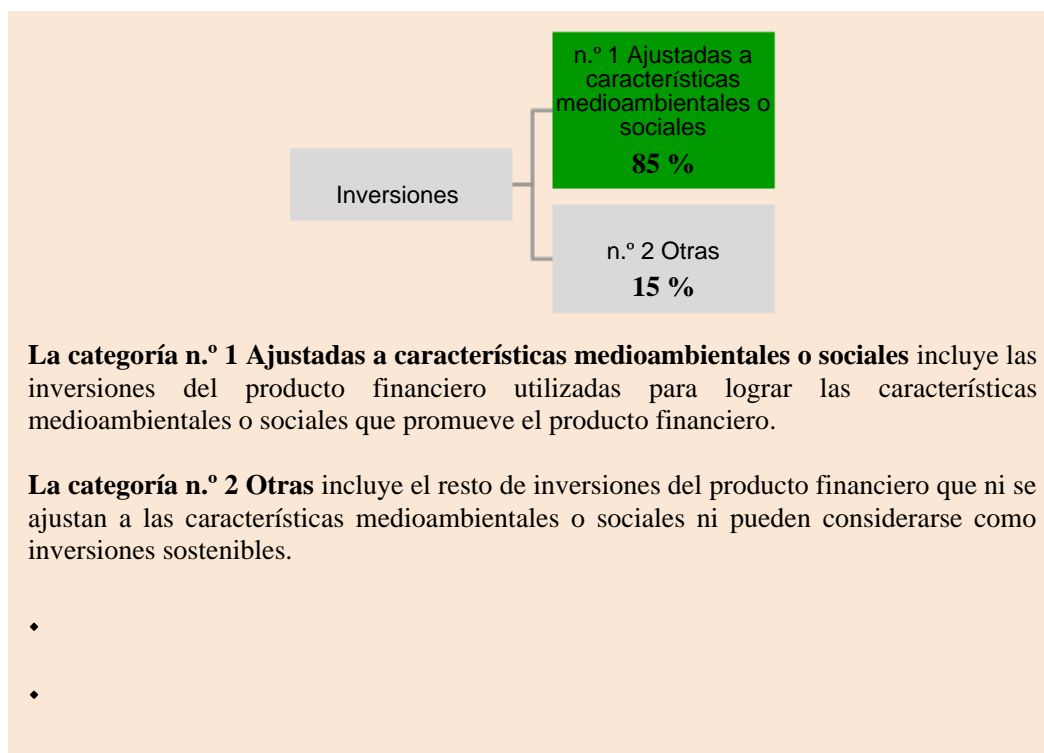 n.º 1 Ajustadas a
características
medioambientales o
sociales
85 %
Inversiones
n.º 2 Otras
15 %
La categoría n.º 1 Ajustadas a características medioambientales o sociales incluye las
inversiones del producto financiero utilizadas para lograr las características
medioambientales o sociales que promueve el producto financiero.
La categoría n.º 2 Otras incluye el resto de inversiones del producto financiero que ni se
ajustan a las características medioambientales o sociales ni pueden considerarse como
inversiones sostenibles.